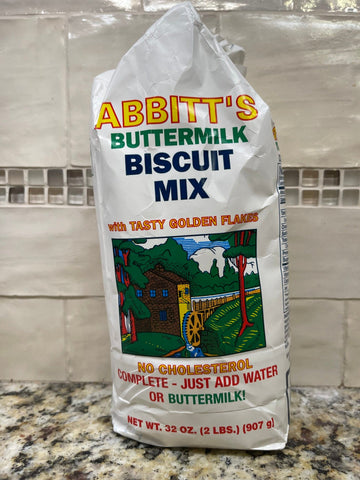 ABBITT'S
BUTTERMILK
BISCUIT
MIX
with TASTY GOLDEN FLAKES
NO CHOLESTEROL
COMPLETE - JUST ADD WATER
OR BUTTERMILK!
NET WT. 32 OZ. (2 LBS.) (907 g)